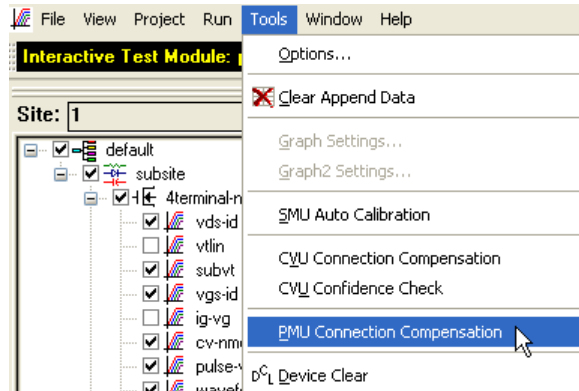 File View Project Run Tools Window Help
Interactive Test Module:
Options...
Clear Append Data
Site: 1
Graph Settings...
default
Graph2 Settings...
subsite
4terminal-n
SMU Auto Calibration
vds-id
vtlin
CVU Connection Compensation
subvt
CVU Confidence Check
vgs-id
ig-vg
PMU Connection Compensation
cv-nm
pulse-v
Device Clear